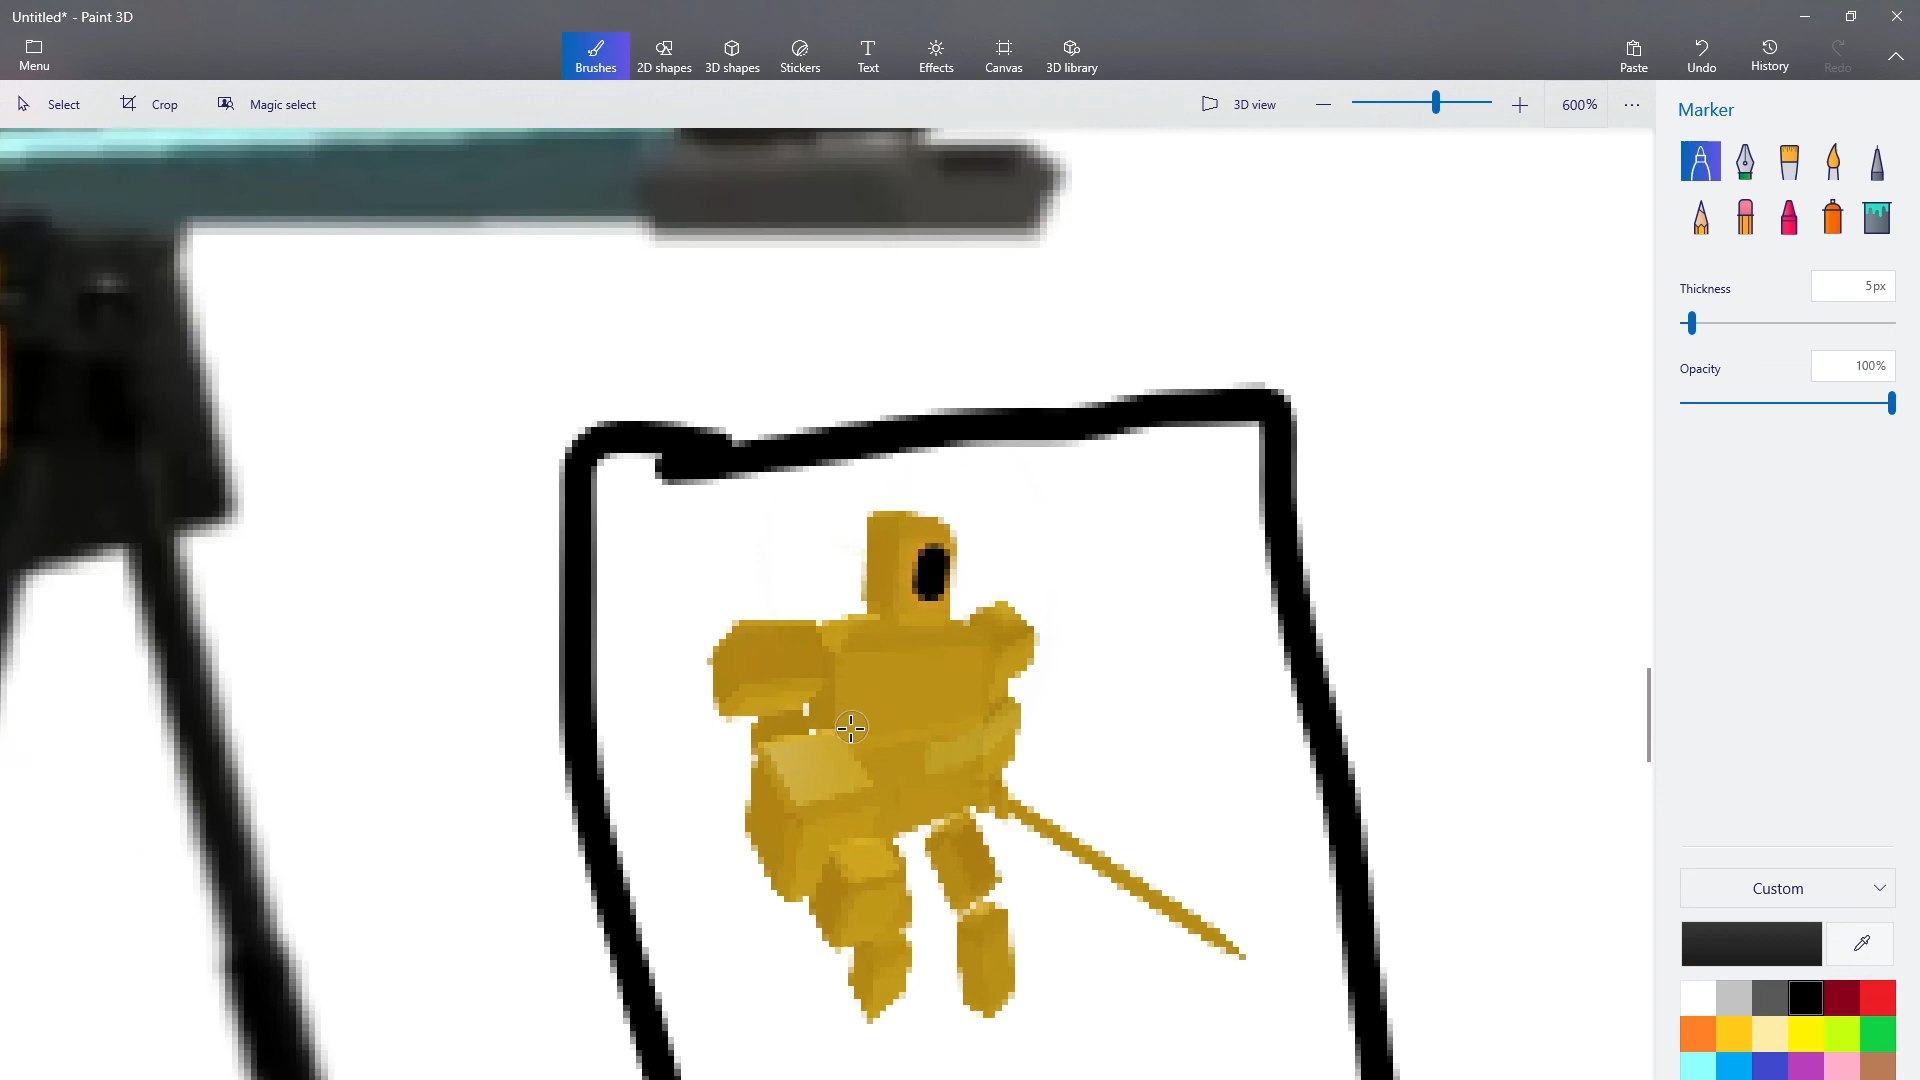 Untitled* - Paint 3D
Menu
Brushes
2D shapes
3D shapes
Stickers
Text
Effects
Canvas
3D library
Paste
Undo
History
Redo
Select
Crop
Magic select
3D view
600%
Marker
Thickness
5px
Opacity
100%
Custom